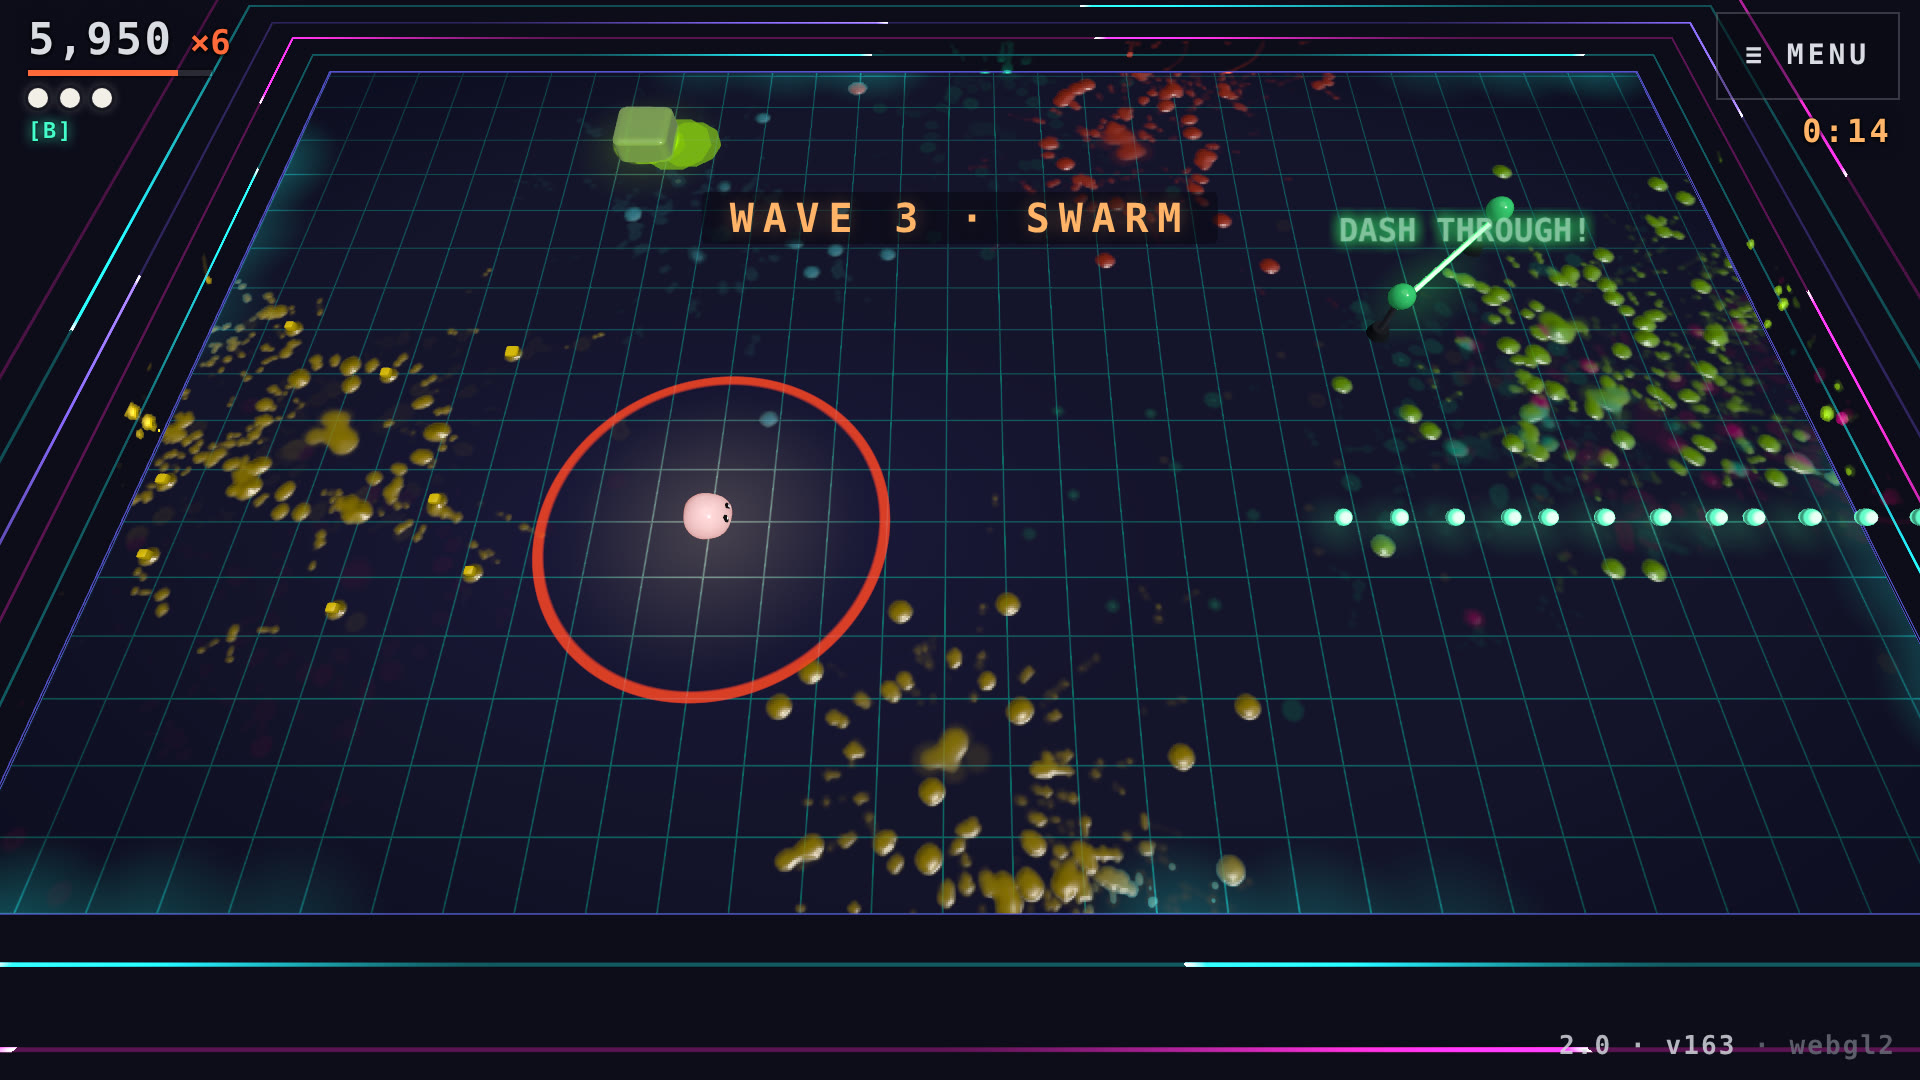 5,950 ×6
[B]
≡ MENU
0:14
WAVE 3 · SWARM
DASH THROUGH!
2.0 · v163 · webgl2